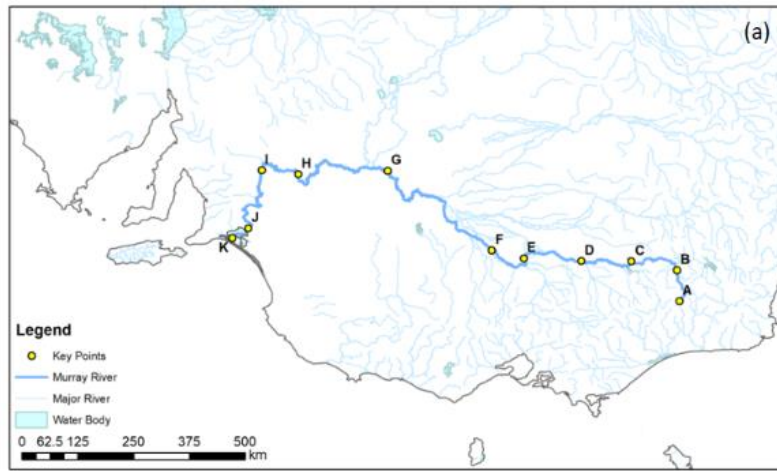 (a)
I
H
G
J
K
F
E
D
C
B
A
Legend
Key Points
Murray River
Major River
Water Body
0 62.5 125 250 375 500
km